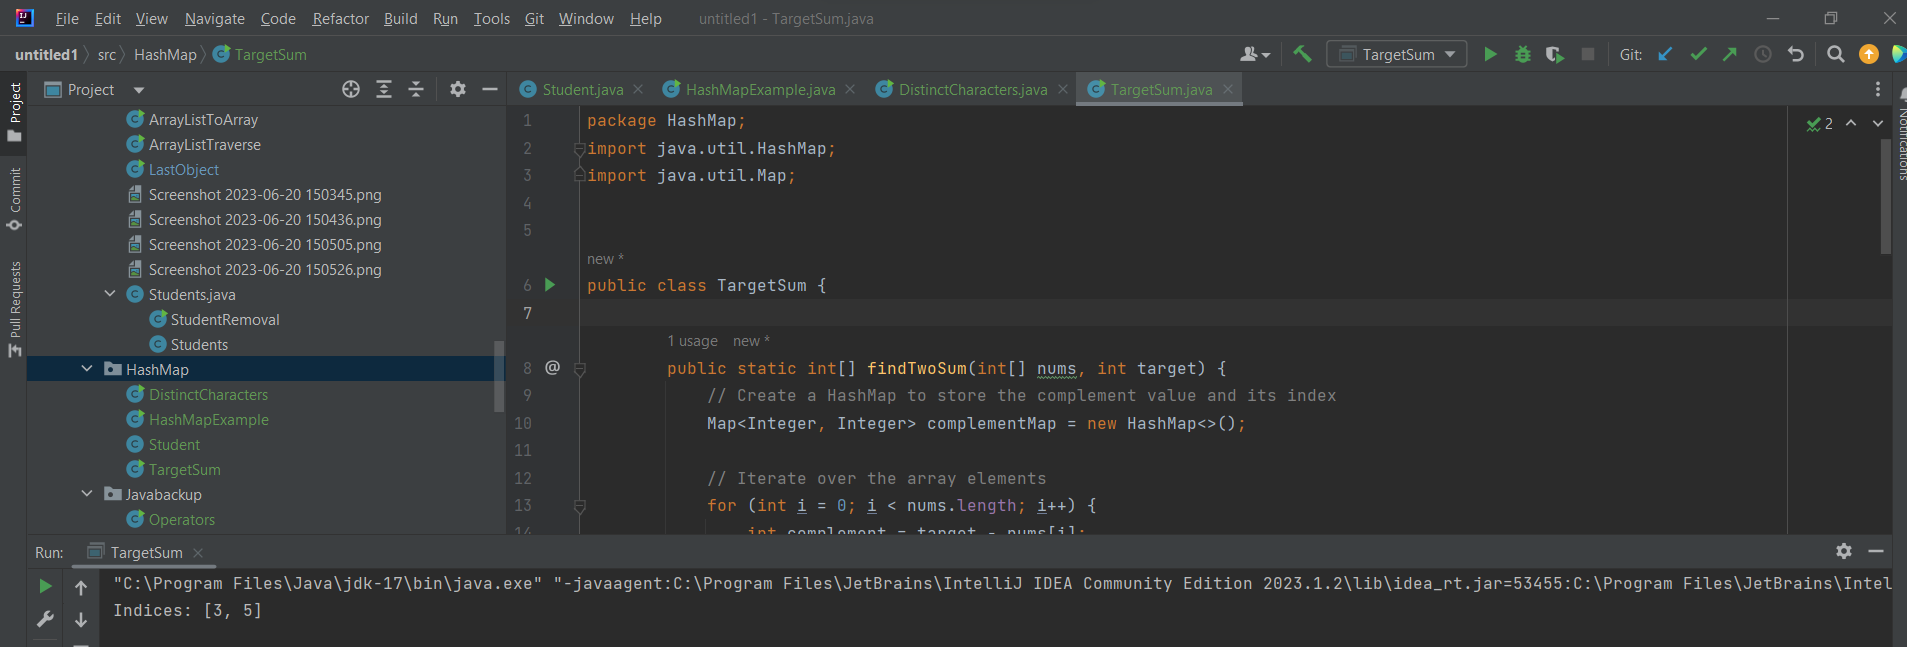 File Edit View Navigate Code Refactor Build Run Tools Git Window Help untitled1 - TargetSum.java
untitled1 src HashMap TargetSum
TargetSum Git:
Project
Commit
Pull Requests
Project
ArrayListToArray
ArrayListTraverse
LastObject
Screenshot 2023-06-20 150345.png
Screenshot 2023-06-20 150436.png
Screenshot 2023-06-20 150505.png
Screenshot 2023-06-20 150526.png
Students.java
StudentRemoval
Students
HashMap
DistinctCharacters
HashMapExample
Student
TargetSum
Javabackup
Operators
Student.java HashMapExample.java DistinctCharacters.java TargetSum.java
1 package HashMap;
2 import java.util.HashMap;
3 import java.util.Map;
4
5
new *
6 public class TargetSum {
7
1 usage new *
8 @ public static int[] findTwoSum(int[] nums, int target) {
9 // Create a HashMap to store the complement value and its index
10 Map<Integer, Integer> complementMap = new HashMap<>();
11
12 // Iterate over the array elements
13 for (int i = 0; i < nums.length; i++) {
14 int complement = target - nums[i];
2
Notifications
Run: TargetSum
"C:\Program Files\Java\jdk-17\bin\java.exe" "-javaagent:C:\Program Files\JetBrains\IntelliJ IDEA Community Edition 2023.1.2\lib\idea_rt.jar=53455:C:\Program Files\JetBrains\Intel
Indices: [3, 5]